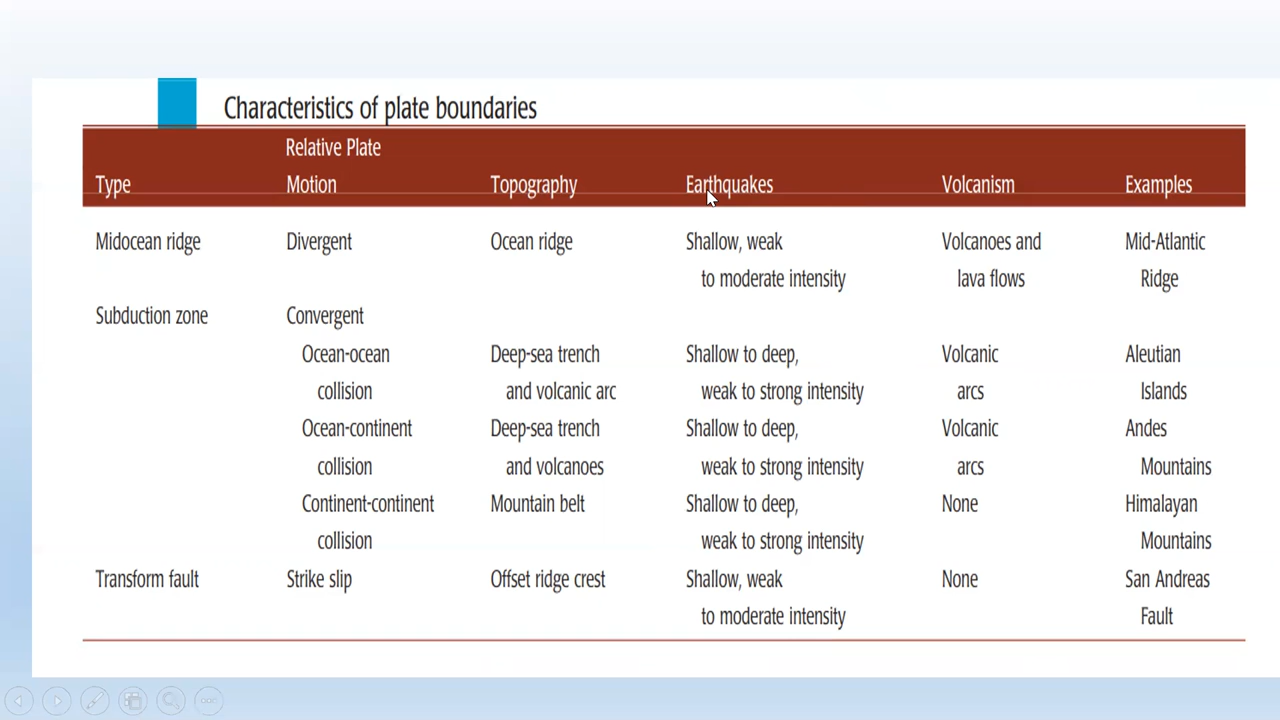 Characteristics of plate boundaries
Relative Plate
Type Motion Topography Earthquakes Volcanism Examples
Midocean ridge Divergent Ocean ridge Shallow, weak Volcanoes and Mid-Atlantic
to moderate intensity lava flows Ridge
Subduction zone Convergent
Ocean-ocean Deep-sea trench Shallow to deep, Volcanic Aleutian
collision and volcanic arc weak to strong intensity arcs Islands
Ocean-continent Deep-sea trench Shallow to deep, Volcanic Andes
collision and volcanoes weak to strong intensity arcs Mountains
Continent-continent Mountain belt Shallow to deep, None Himalayan
collision weak to strong intensity Mountains
Transform fault Strike slip Offset ridge crest Shallow, weak None San Andreas
to moderate intensity Fault